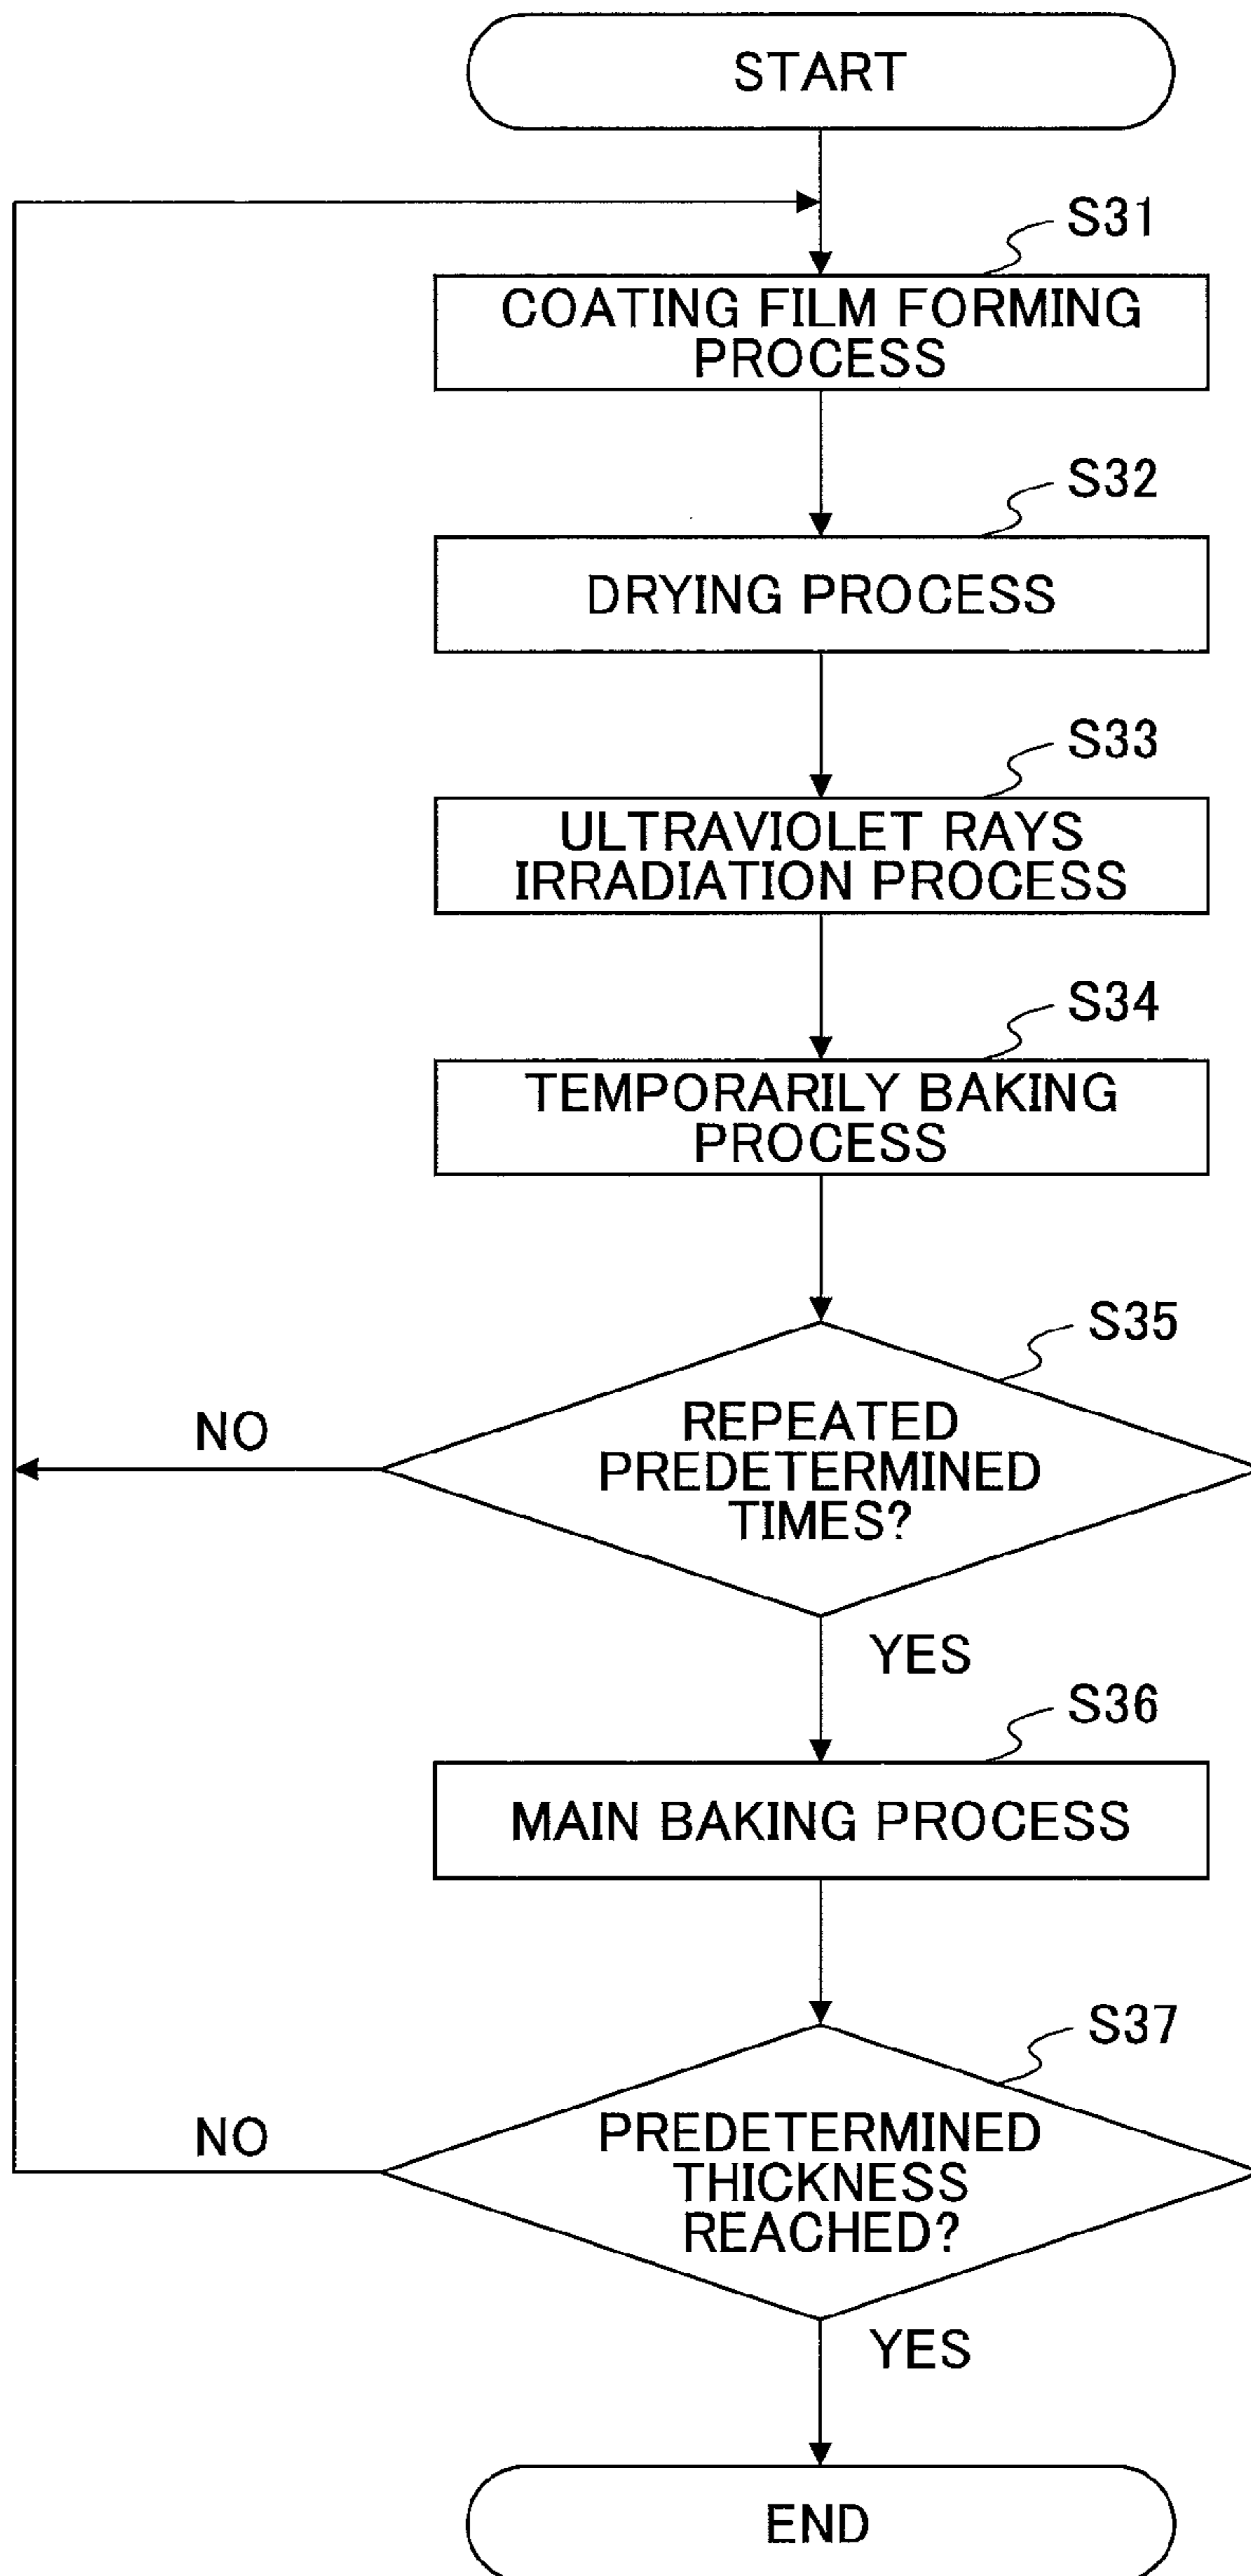 START
S31
COATING FILM FORMING
PROCESS
S32
DRYING PROCESS
S33
ULTRAVIOLET RAYS
IRRADIATION PROCESS
S34
TEMPORARILY BAKING
PROCESS
S35
NO
REPEATED
PREDETERMINED
TIMES?
YES
S36
MAIN BAKING PROCESS
S37
NO
PREDETERMINED
THICKNESS
REACHED?
YES
END